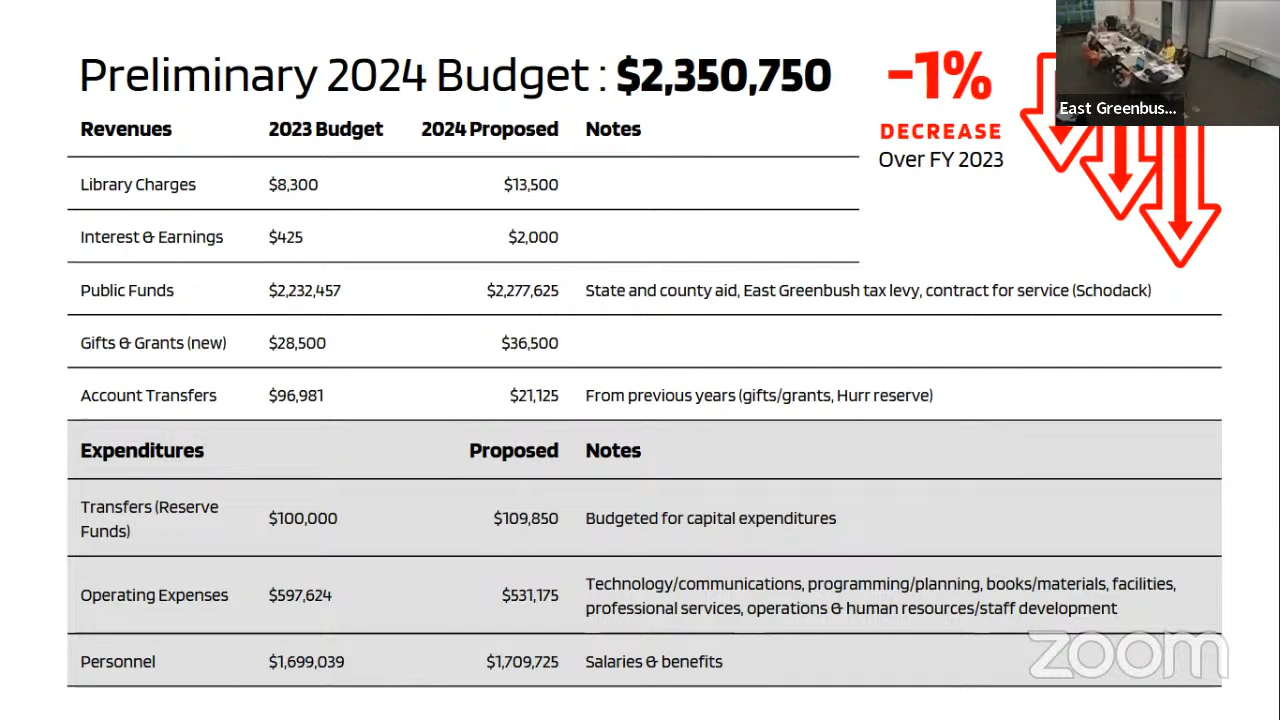 Preliminary 2024 Budget : $2,350,750
-1%
DECREASE
Over FY 2023
East Greenbus...
Revenues 2023 Budget 2024 Proposed Notes
Library Charges $8,300 $13,500
Interest & Earnings $425 $2,000
Public Funds $2,232,457 $2,277,625 State and county aid, East Greenbush tax levy, contract for service (Schodack)
Gifts & Grants (new) $28,500 $36,500
Account Transfers $96,981 $21,125 From previous years (gifts/grants, Hurr reserve)
Expenditures Proposed Notes
Transfers (Reserve
Funds) $100,000 $109,850 Budgeted for capital expenditures
Operating Expenses $597,624 $531,175 Technology/communications, programming/planning, books/materials, facilities,
professional services, operations & human resources/staff development
Personnel $1,699,039 $1,709,725 Salaries & benefits
zoom